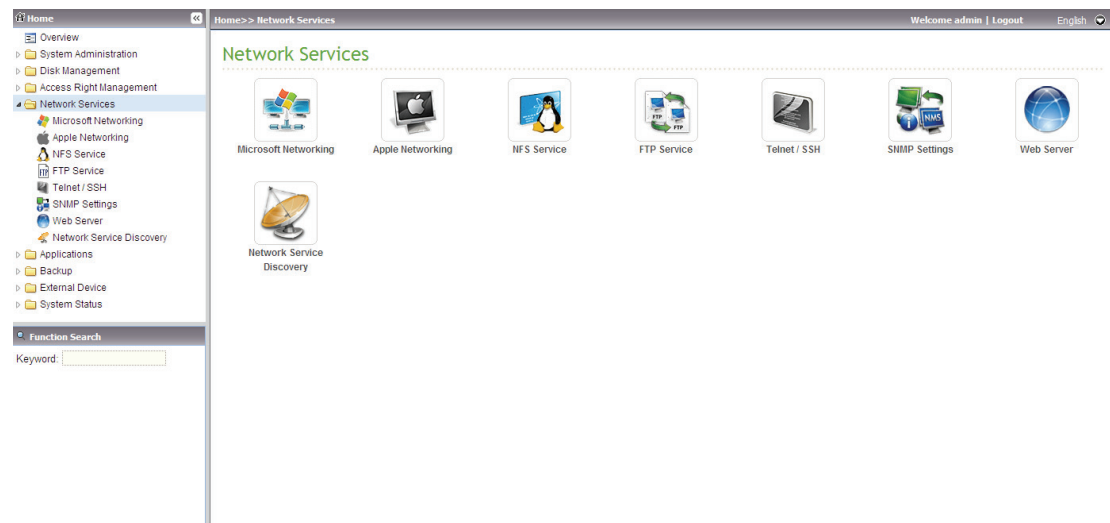 Home
Home>> Network Services
Welcome admin | Logout
English
Overview
System Administration
Disk Management
Access Right Management
Network Services
Microsoft Networking
Apple Networking
NFS Service
FTP Service
Telnet / SSH
SNMP Settings
Web Server
Network Service Discovery
Applications
Backup
External Device
System Status
Function Search
Keyword:
Network Services
Microsoft Networking
Apple Networking
NFS Service
FTP
FTP
FTP Service
Telnet / SSH
NMS
SNMP Settings
Web Server
Network Service
Discovery